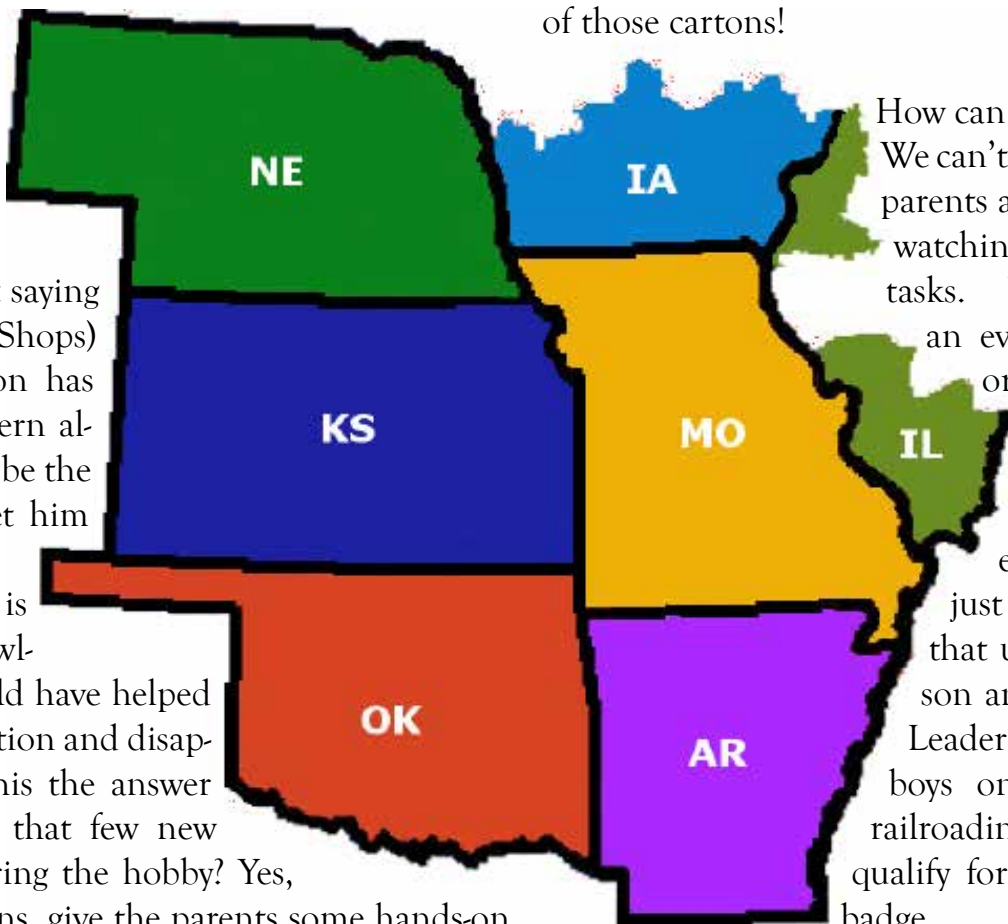 of those cartons!
t saying
Shops)
on has
ern al-
be the
et him
is
wl-
ld have helped
tion and disap-
his the answer
that few new
ring the hobby? Yes,
ns, give the parents some hands-on
NE
IA
KS
MO
IL
OK
AR
How can
We can't
parents a
watchin
tasks.
an ev
or
e
just
that u
son ar
Leader
boys on
railroadin
qualify for
badge